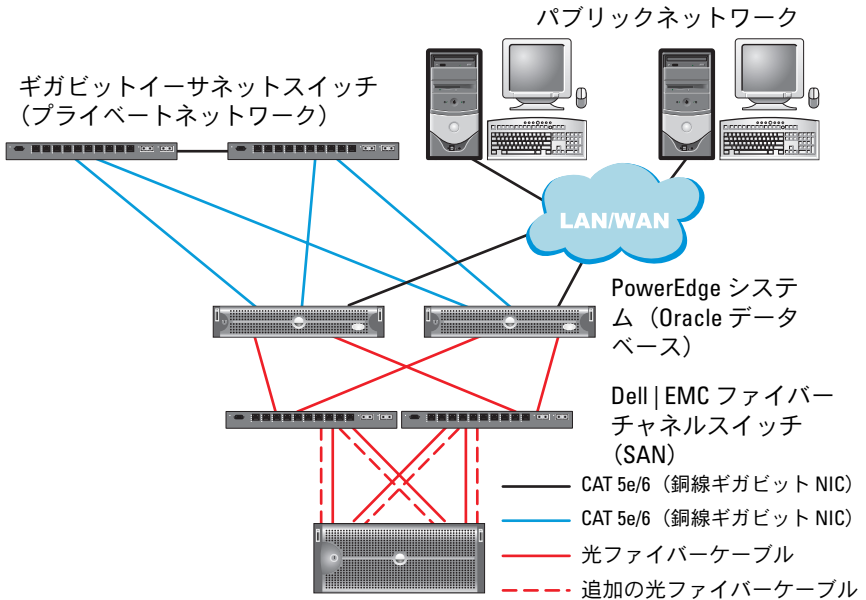 パブリックネットワーク
ギガビットイーサネットスイッチ
（プライベートネットワーク）
LAN/WAN
PowerEdge システ
ム（Oracle データ
ベース）
Dell | EMC ファイバー
チャネルスイッチ
（SAN）
CAT 5e/6（銅線ギガビット NIC）
CAT 5e/6（銅線ギガビット NIC）
光ファイバーケーブル
追加の光ファイバーケーブル